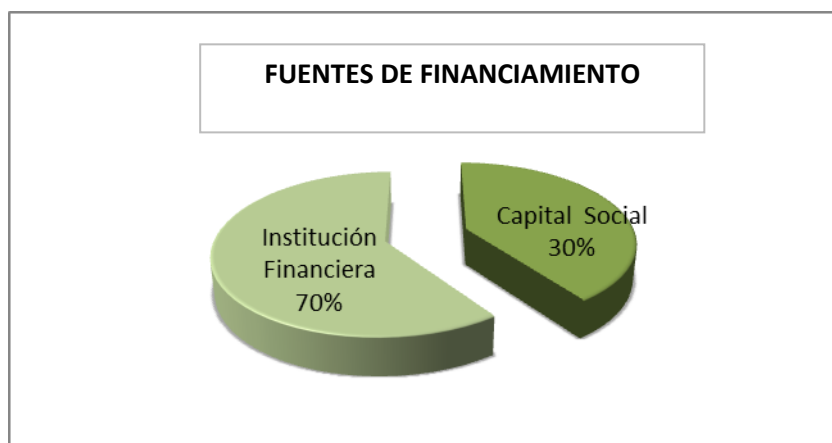 FUENTES DE FINANCIAMIENTO
Institución
Financiera
70%
Capital Social
30%